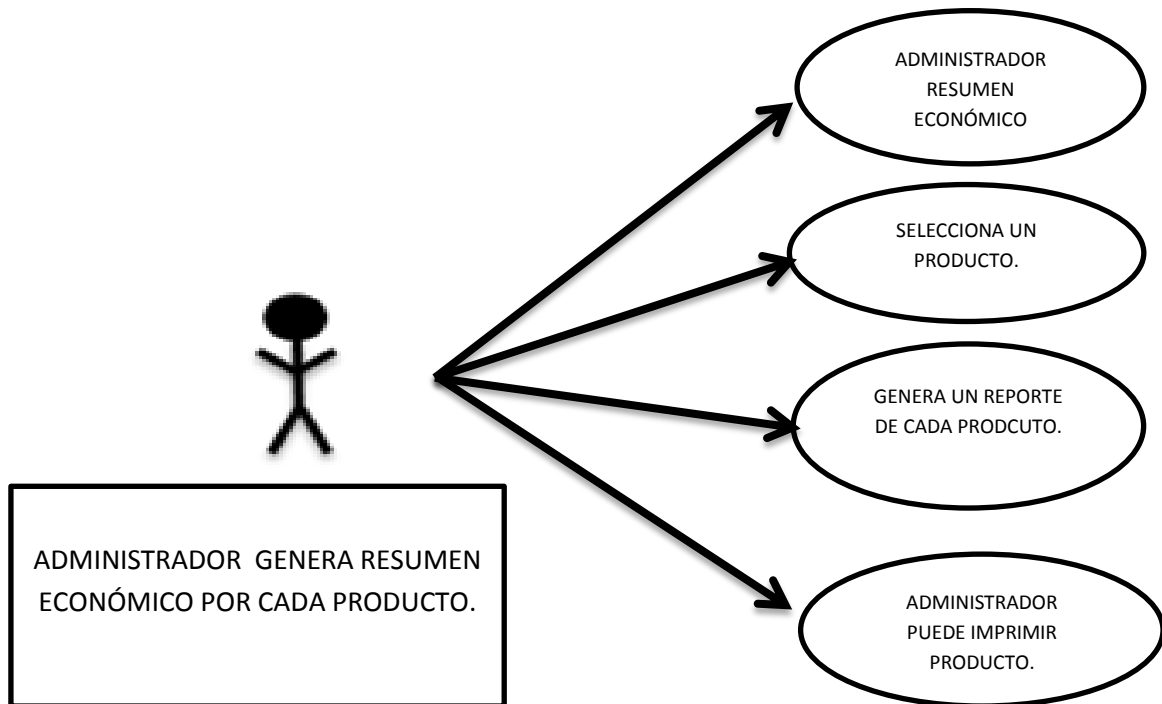 ADMINISTRADOR
RESUMEN
ECONÓMICO
SELECCIONA UN
PRODUCTO.
GENERA UN REPORTE
DE CADA PRODCUTO.
ADMINISTRADOR GENERA RESUMEN
ECONÓMICO POR CADA PRODUCTO.
ADMINISTRADOR
PUEDE IMPRIMIR
PRODUCTO.